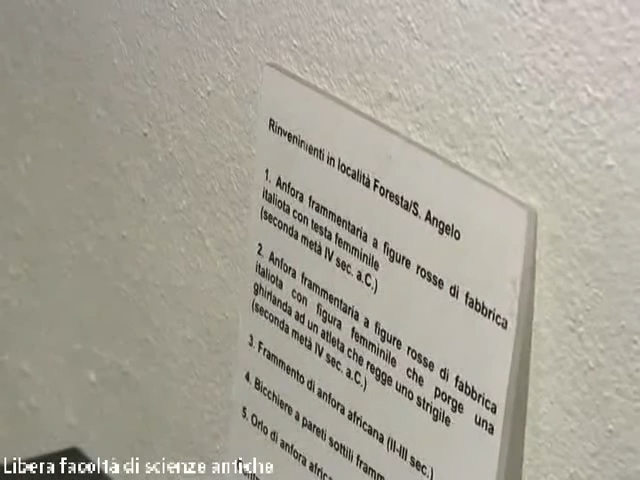 Rinvenimenti in località Foresta/S. Angelo
1. Anfora frammentaria a figure rosse di fabbrica
italiota con testa femminile
(seconda metà IV sec. a.C.)
2. Anfora frammentaria a figure rosse di fabbrica
italiota con figura femminile che porge una
ghirlanda ad un atleta che regge uno strigile
(seconda metà IV sec. a.C.)
3. Frammento di anfora africana (II-III sec.)
4. Bicchiere a pareti sottili framm
5. Orlo di anfora africa
Libera facoltà di scienze antiche